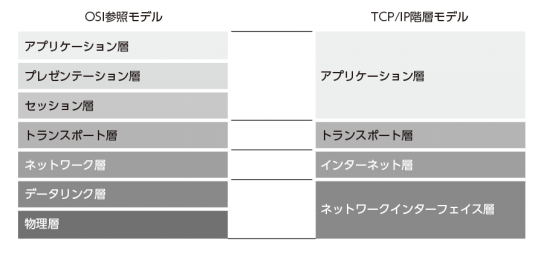 OSI参照モデル
TCP/IP階層モデル
アプリケーション層
プレゼンテーション層
セッション層
トランスポート層
ネットワーク層
データリンク層
物理層
アプリケーション層
トランスポート層
インターネット層
ネットワークインターフェイス層